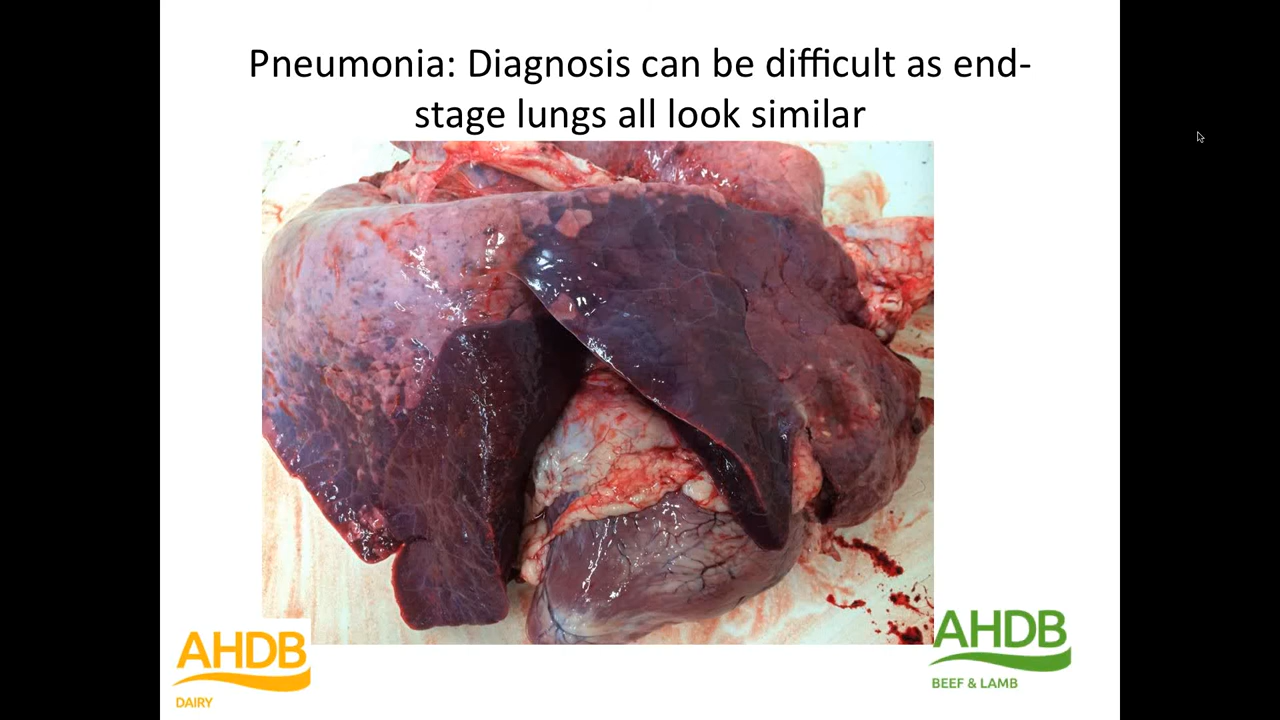 Pneumonia: Diagnosis can be difficult as end-
stage lungs all look similar
AHDB
DAIRY
AHDB
BEEF & LAMB